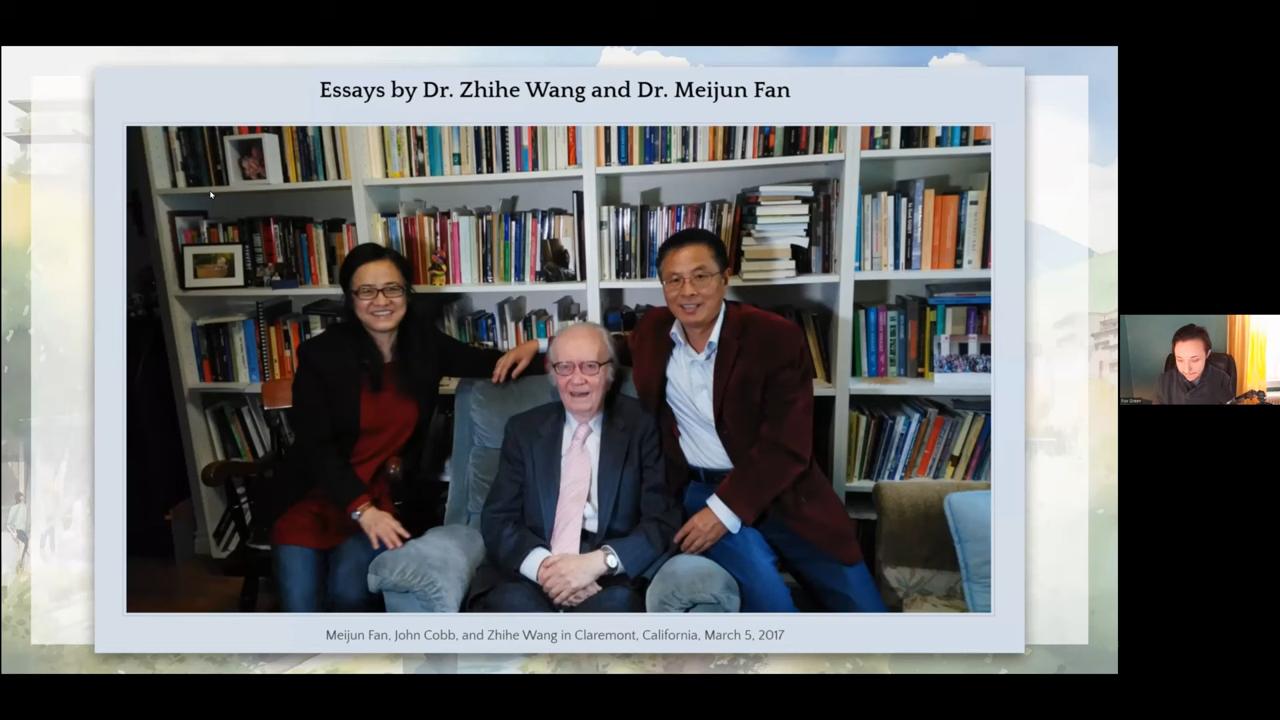 Essays by Dr. Zhihe Wang and Dr. Meijun Fan
Meijun Fan, John Cobb, and Zhihe Wang in Claremont, California, March 5, 2017